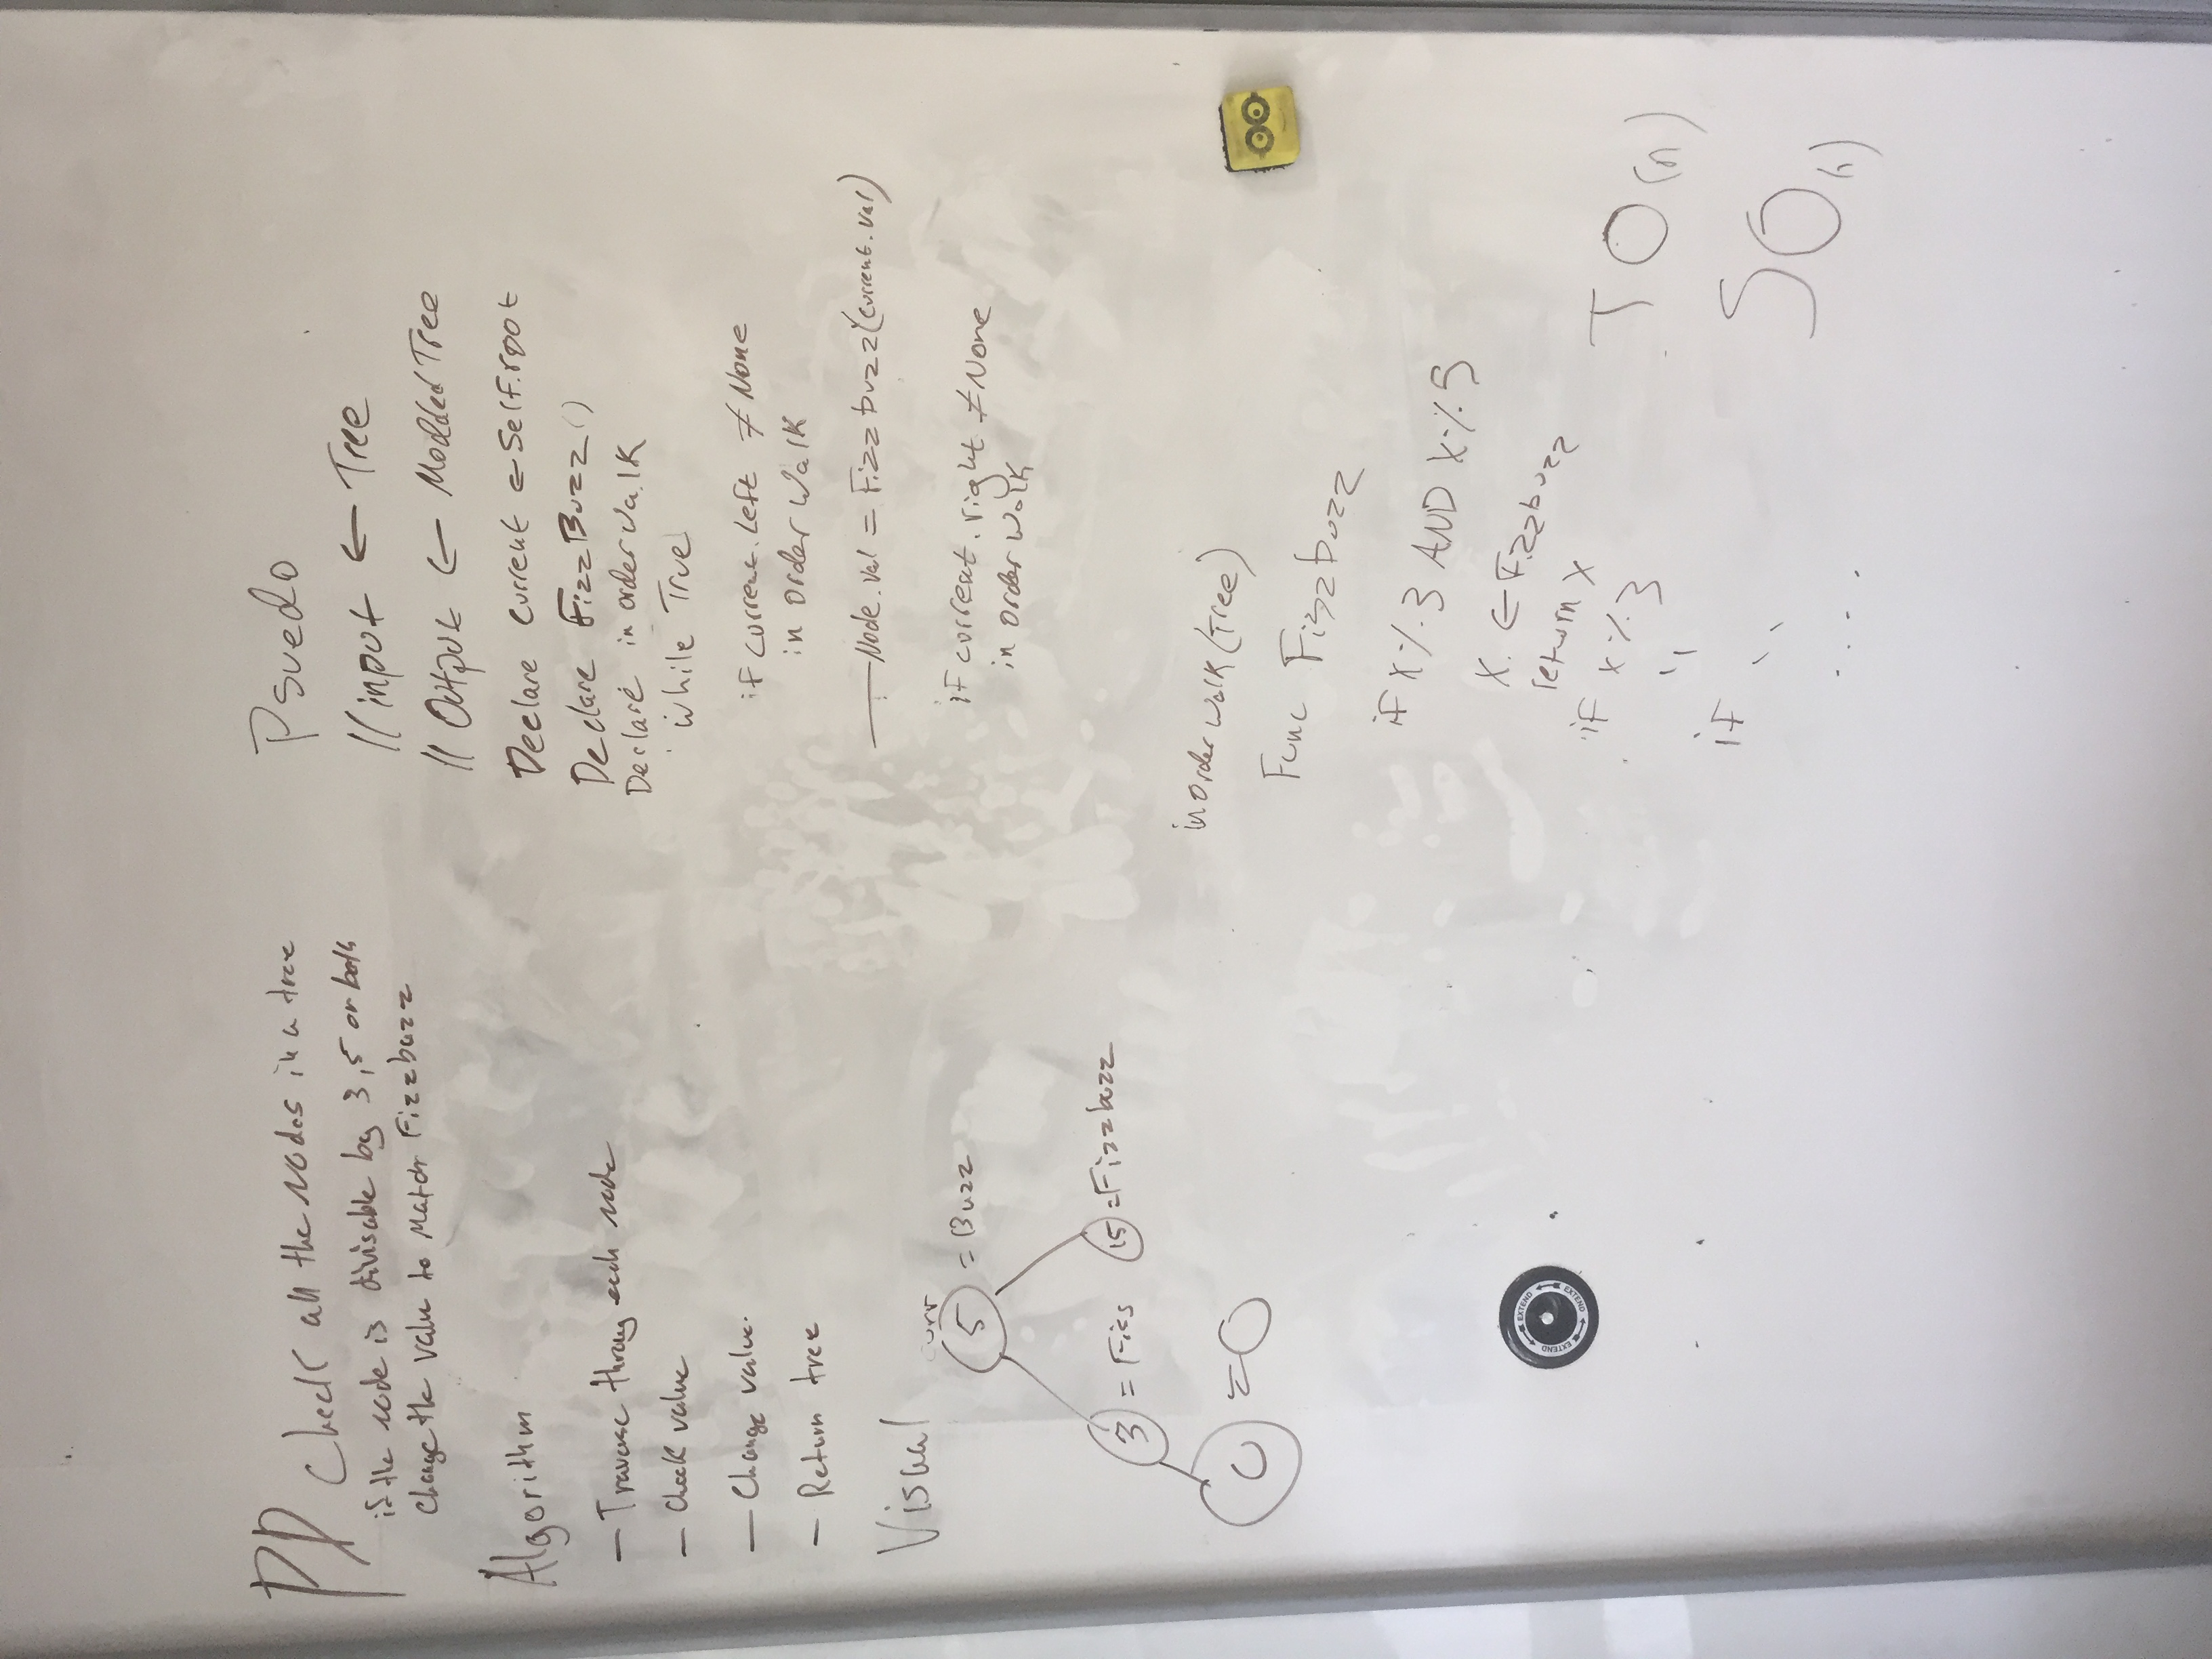 PD Check all the nodes in a tree
if the node is divisable by 3, 5 or both
change the value to match Fizzbuzz
Algorithm
— Traverse throug each node
— Check value
— Change value.
— Return tree
Visual
curr
5 = Buzz
3 = Fizz 15 = Fizzbuzz
= 0
Psuedo
// input ← Tree
// Output ← Modded Tree
Declare current ← Self.root
Declare FizzBuzz()
Declare in order walk
while True
if current.left ≠ None
in order walk
Node.val = Fizzbuzz(current.val)
if current.right ≠ None
in order walk
in order walk (Tree)
Func Fizzbuzz
if x % 3 AND x % 5
x. ← Fizzbuzz
return x
if x % 3
''
if ''
....
T O(n)
S O
EXTEND EXTEND EXTEND EXTEND